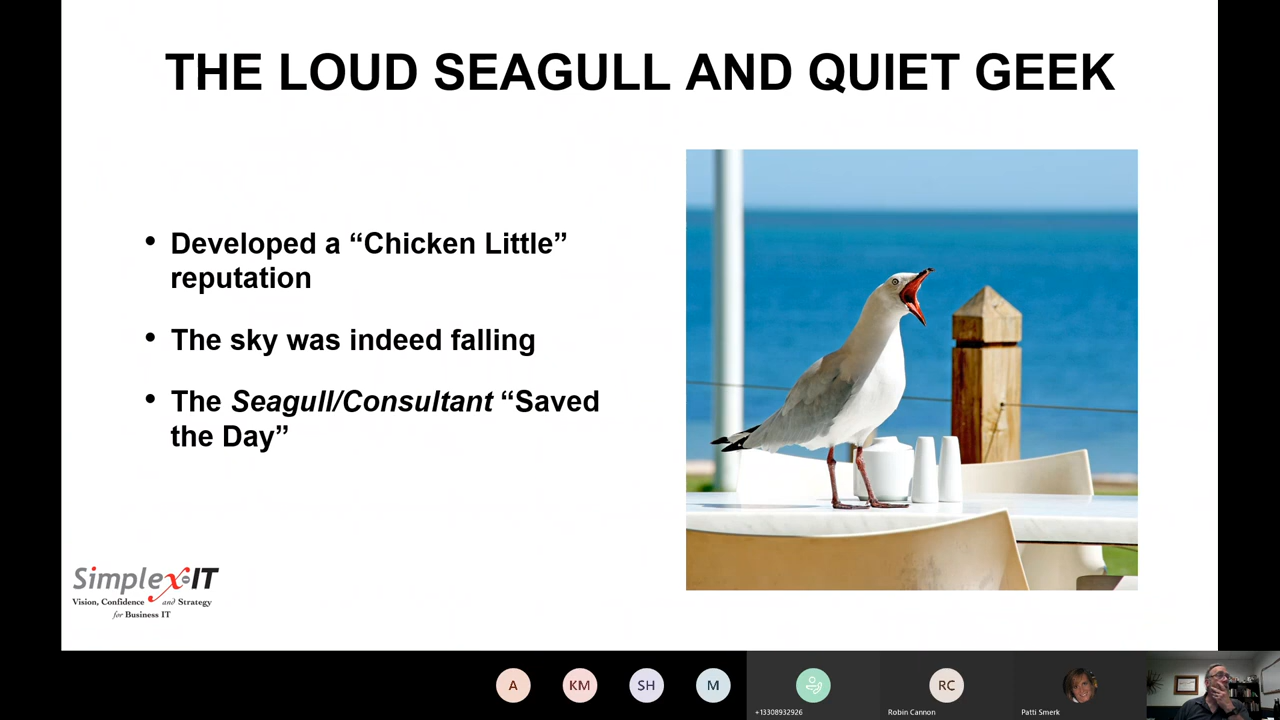 THE LOUD SEAGULL AND QUIET GEEK
• Developed a “Chicken Little”
reputation
• The sky was indeed falling
• The Seagull/Consultant “Saved
the Day”
Simplex-IT
Vision, Confidence and Strategy
for Business IT
A
KM
SH
M
RC
+13308932926
Robin Cannon
Patti Smerk